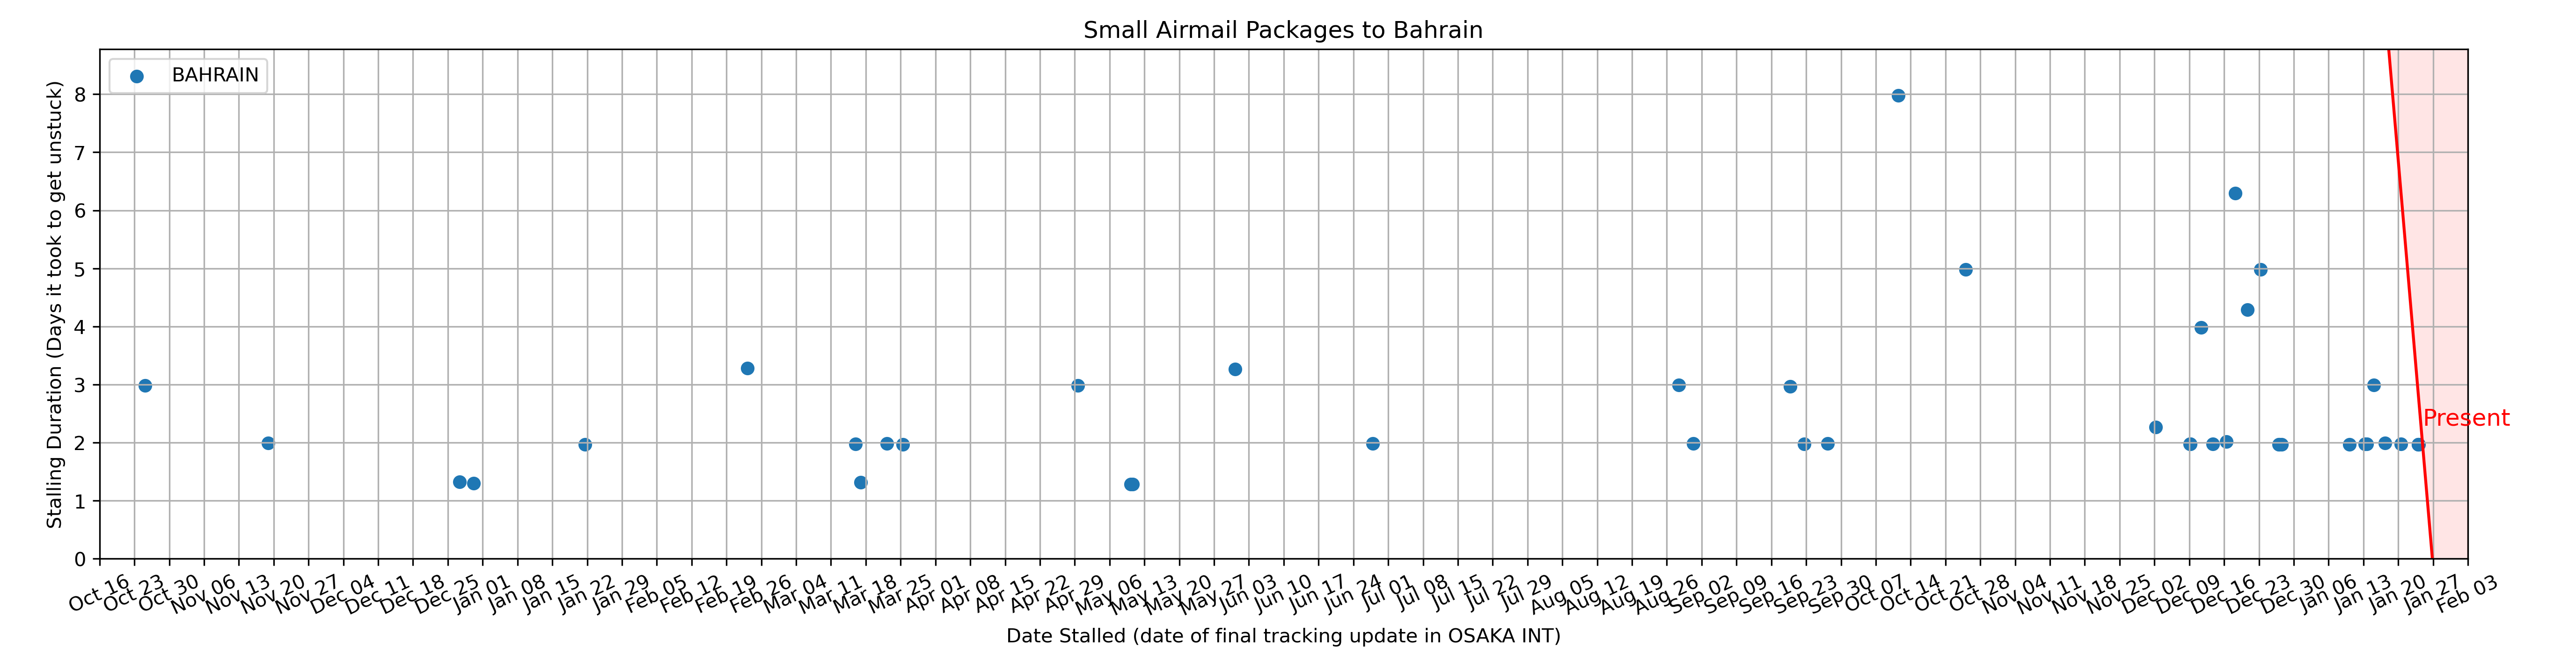 Small Airmail Packages to Bahrain
BAHRAIN
Stalling Duration (Days it took to get unstuck)
8
7
6
5
4
3
2
1
0
Present
Oct 16 Oct 23 Oct 30 Nov 06 Nov 13 Nov 20 Nov 27 Dec 04 Dec 11 Dec 18 Dec 25 Jan 01 Jan 08 Jan 15 Jan 22 Jan 29 Feb 05 Feb 12 Feb 19 Feb 26 Mar 04 Mar 11 Mar 18 Mar 25 Apr 01 Apr 08 Apr 15 Apr 22 Apr 29 May 06 May 13 May 20 May 27 Jun 03 Jun 10 Jun 17 Jun 24 Jul 01 Jul 08 Jul 15 Jul 22 Jul 29 Aug 05 Aug 12 Aug 19 Aug 26 Sep 02 Sep 09 Sep 16 Sep 23 Sep 30 Oct 07 Oct 14 Oct 21 Oct 28 Nov 04 Nov 11 Nov 18 Nov 25 Dec 02 Dec 09 Dec 16 Dec 23 Dec 30 Jan 06 Jan 13 Jan 20 Jan 27 Feb 03
Date Stalled (date of final tracking update in OSAKA INT)